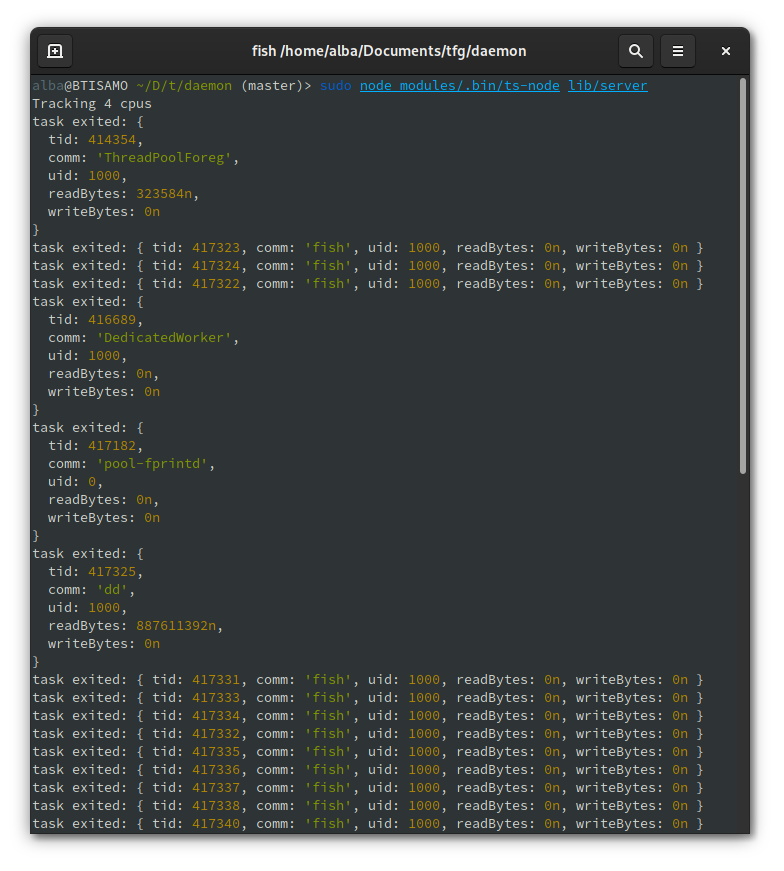 fish /home/alba/Documents/tfg/daemon
alba@BTISAMO ~/D/t/daemon (master)> sudo node_modules/.bin/ts-node lib/server
Tracking 4 cpus
task exited: {
  tid: 414354,
  comm: 'ThreadPoolForeg',
  uid: 1000,
  readBytes: 323584n,
  writeBytes: 0n
}
task exited: { tid: 417323, comm: 'fish', uid: 1000, readBytes: 0n, writeBytes: 0n }
task exited: { tid: 417324, comm: 'fish', uid: 1000, readBytes: 0n, writeBytes: 0n }
task exited: { tid: 417322, comm: 'fish', uid: 1000, readBytes: 0n, writeBytes: 0n }
task exited: {
  tid: 416689,
  comm: 'DedicatedWorker',
  uid: 1000,
  readBytes: 0n,
  writeBytes: 0n
}
task exited: {
  tid: 417182,
  comm: 'pool-fprintd',
  uid: 0,
  readBytes: 0n,
  writeBytes: 0n
}
task exited: {
  tid: 417325,
  comm: 'dd',
  uid: 1000,
  readBytes: 887611392n,
  writeBytes: 0n
}
task exited: { tid: 417331, comm: 'fish', uid: 1000, readBytes: 0n, writeBytes: 0n }
task exited: { tid: 417333, comm: 'fish', uid: 1000, readBytes: 0n, writeBytes: 0n }
task exited: { tid: 417334, comm: 'fish', uid: 1000, readBytes: 0n, writeBytes: 0n }
task exited: { tid: 417332, comm: 'fish', uid: 1000, readBytes: 0n, writeBytes: 0n }
task exited: { tid: 417335, comm: 'fish', uid: 1000, readBytes: 0n, writeBytes: 0n }
task exited: { tid: 417336, comm: 'fish', uid: 1000, readBytes: 0n, writeBytes: 0n }
task exited: { tid: 417337, comm: 'fish', uid: 1000, readBytes: 0n, writeBytes: 0n }
task exited: { tid: 417338, comm: 'fish', uid: 1000, readBytes: 0n, writeBytes: 0n }
task exited: { tid: 417340, comm: 'fish', uid: 1000, readBytes: 0n, writeBytes: 0n }